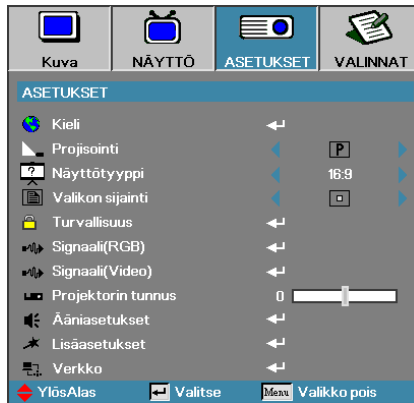 Kuva NÄYTTÖ ASETUKSET VALINNAT
ASETUKSET
Kieli
Projisointi P
Näyttötyyppi 16:9
Valikon sijainti
Turvallisuus
Signaali(RGB)
Signaali(Video)
Projektorin tunnus 0
Ääniasetukset
Lisäasetukset
Verkko
YlösAlas Valitse Menu Valikko pois